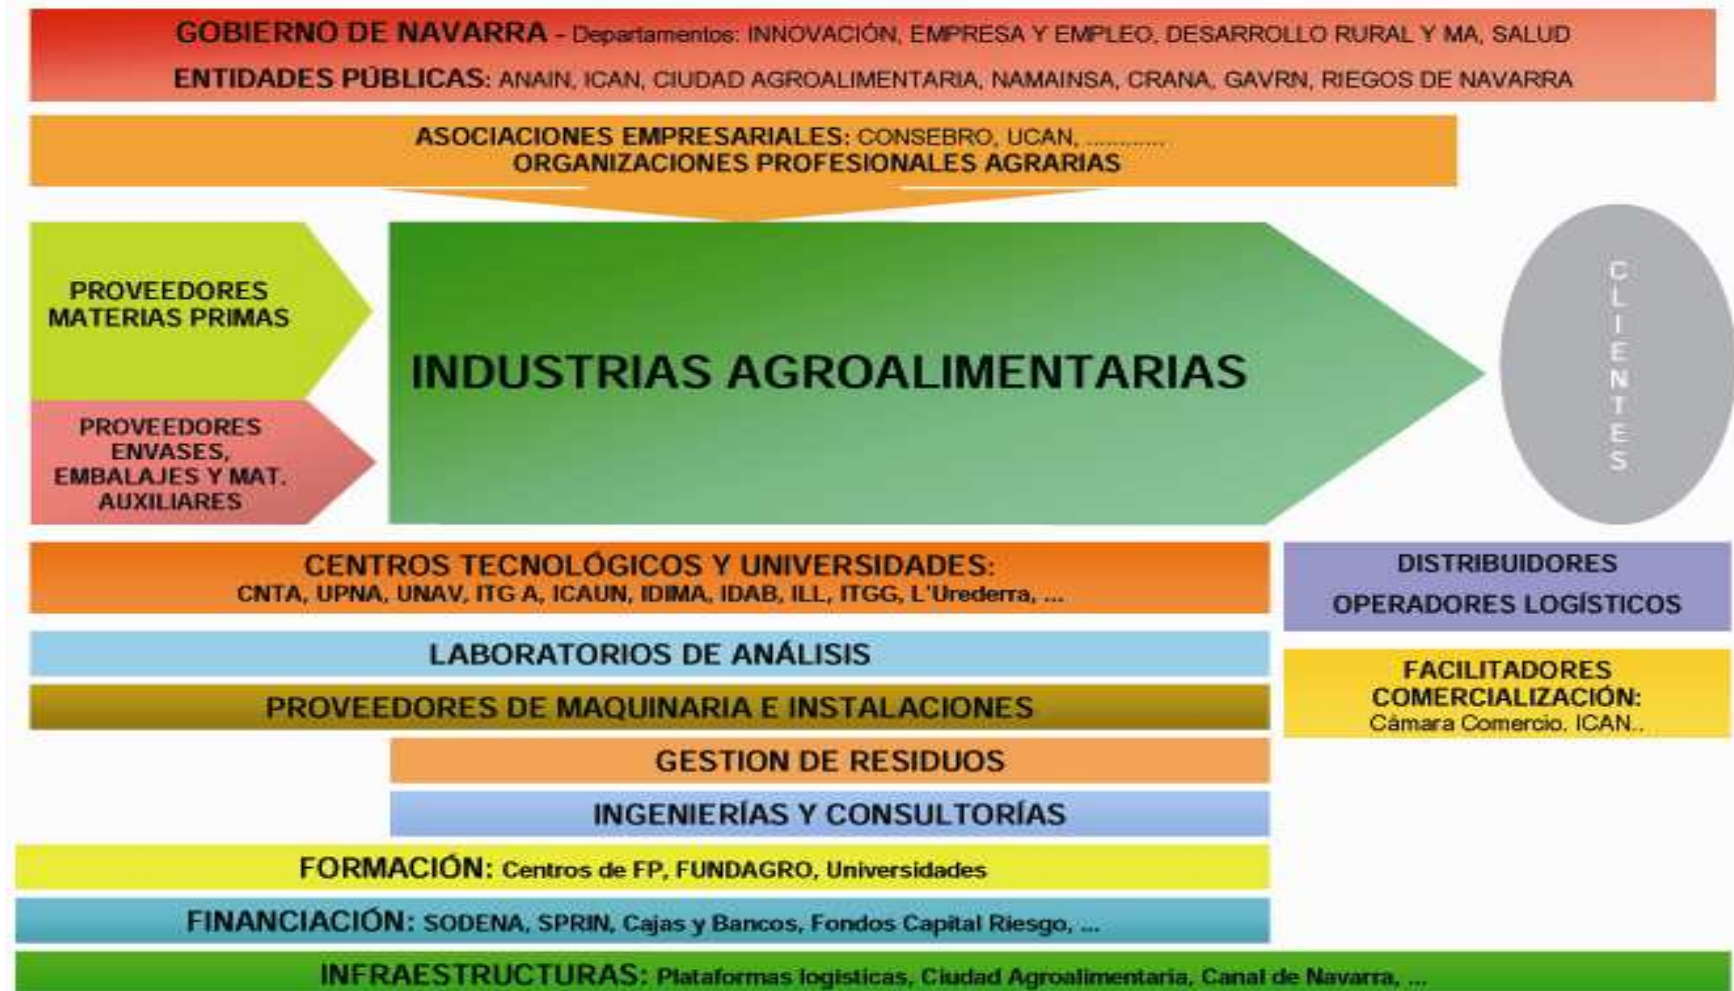 GOBIERNO DE NAVARRA - Departamentos: INNOVACIÓN, EMPRESA Y EMPLEO, DESARROLLO RURAL Y MA, SALUD
ENTIDADES PÚBLICAS: ANAIN, ICAN, CIUDAD AGROALIMENTARIA, NAMAINSA, CRANA, GAVRN, RIEGOS DE NAVARRA
ASOCIACIONES EMPRESARIALES: CONSEBRO, UCAN, ............
ORGANIZACIONES PROFESIONALES AGRARIAS
PROVEEDORES
MATERIAS PRIMAS
PROVEEDORES
ENVASES,
EMBALAJES Y MAT.
AUXILIARES
INDUSTRIAS AGROALIMENTARIAS
CLIENTES
CENTROS TECNOLÓGICOS Y UNIVERSIDADES:
CNTA, UPNA, UNAV, ITG A, ICAUN, IDIMA, IDAB, ILL, ITGG, L'Urederra, ...
DISTRIBUIDORES
OPERADORES LOGÍSTICOS
LABORATORIOS DE ANÁLISIS
FACILITADORES
COMERCIALIZACIÓN:
Cámara Comercio. ICAN..
PROVEEDORES DE MAQUINARIA E INSTALACIONES
GESTION DE RESIDUOS
INGENIERÍAS Y CONSULTORÍAS
FORMACIÓN: Centros de FP, FUNDAGRO, Universidades
FINANCIACIÓN: SODENA, SPRIN, Cajas y Bancos, Fondos Capital Riesgo, ...
INFRAESTRUCTURAS: Plataformas logísticas, Ciudad Agroalimentaria, Canal de Navarra, ...